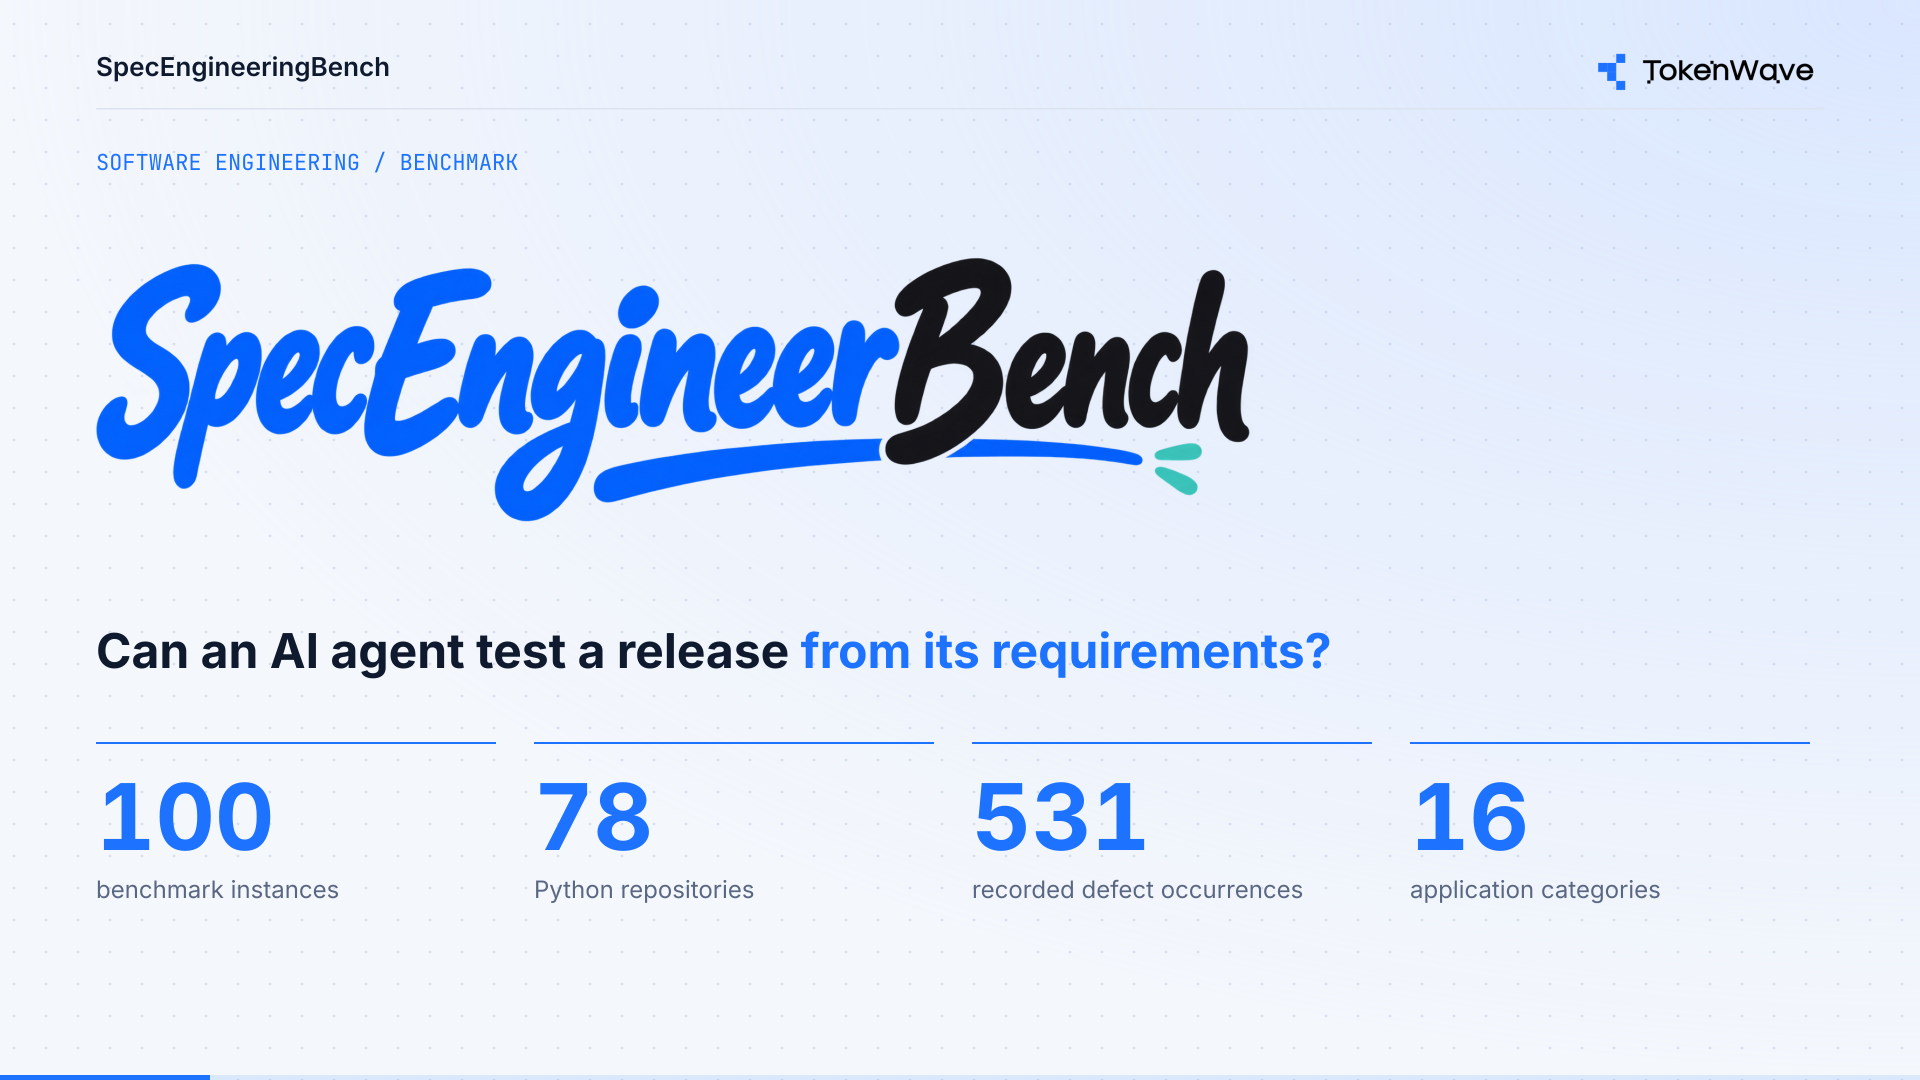 SpecEngineeringBench
TokenWave
SOFTWARE ENGINEERING / BENCHMARK
SpecEngineerBench
Can an AI agent test a release from its requirements?
100
benchmark instances
78
Python repositories
531
recorded defect occurrences
16
application categories